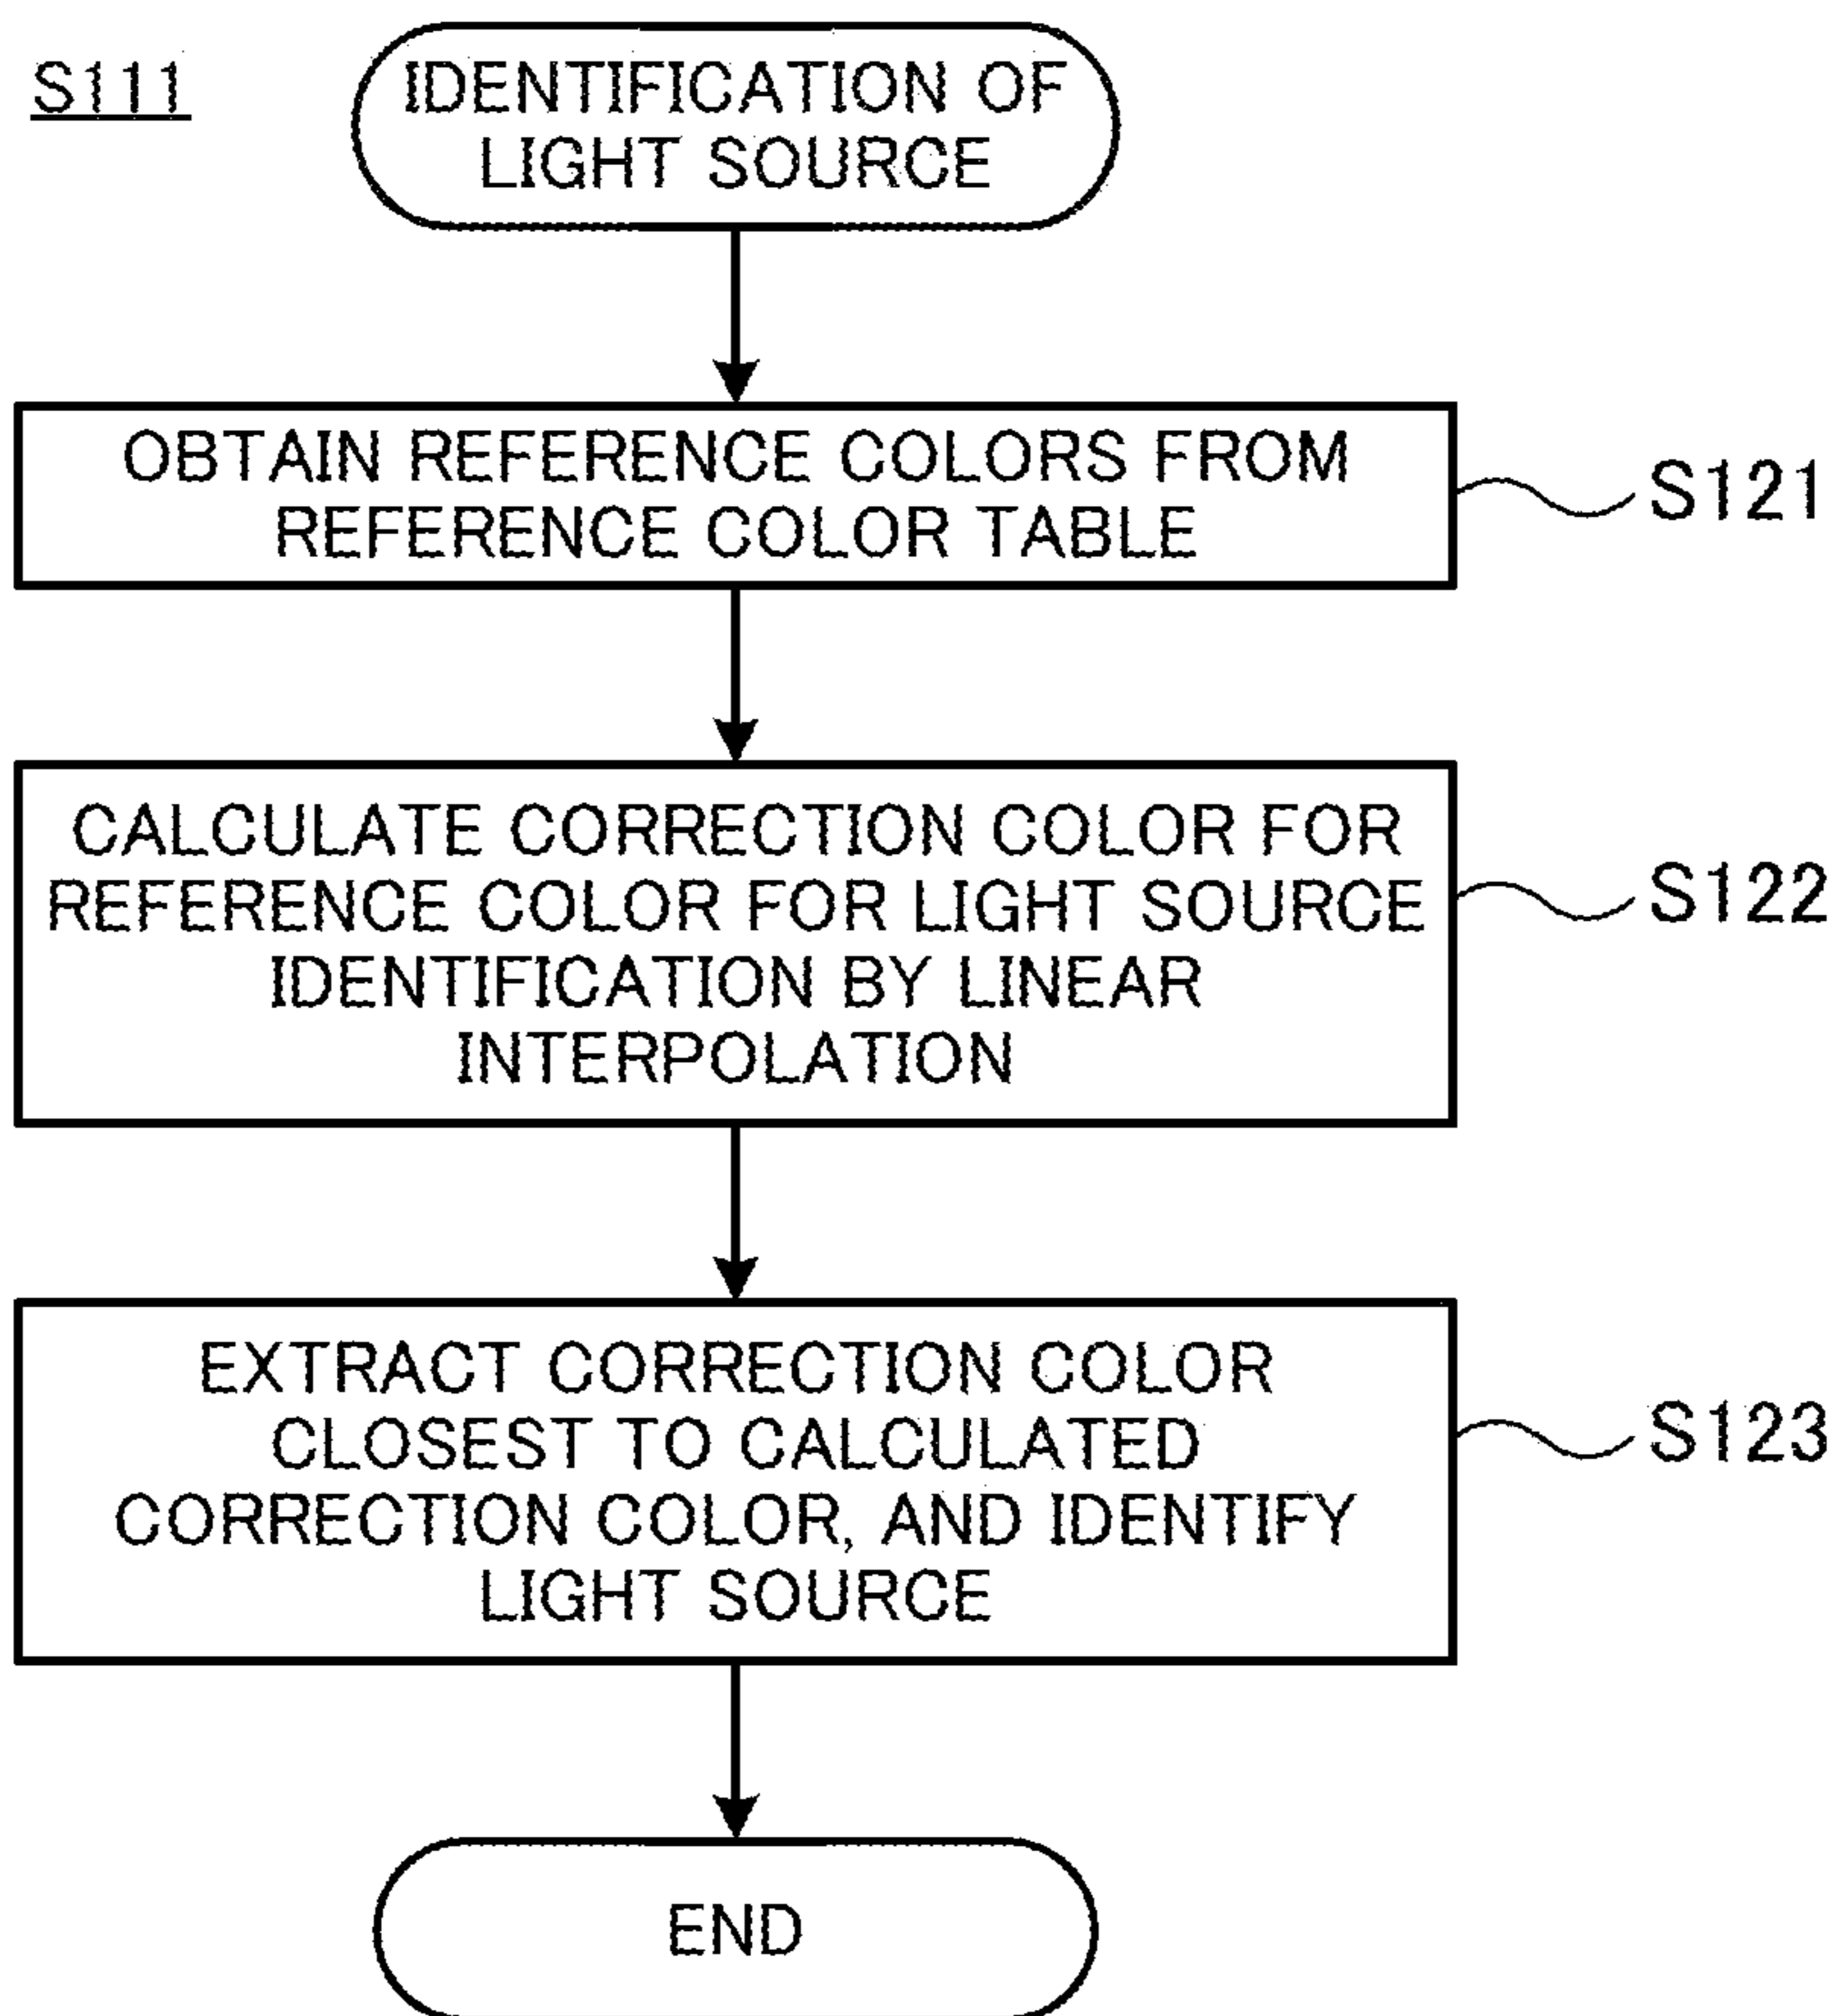 S111
IDENTIFICATION OF
LIGHT SOURCE
OBTAIN REFERENCE COLORS FROM
REFERENCE COLOR TABLE
S121
CALCULATE CORRECTION COLOR FOR
REFERENCE COLOR FOR LIGHT SOURCE
IDENTIFICATION BY LINEAR
INTERPOLATION
S122
EXTRACT CORRECTION COLOR
CLOSEST TO CALCULATED
CORRECTION COLOR, AND IDENTIFY
LIGHT SOURCE
S123
END